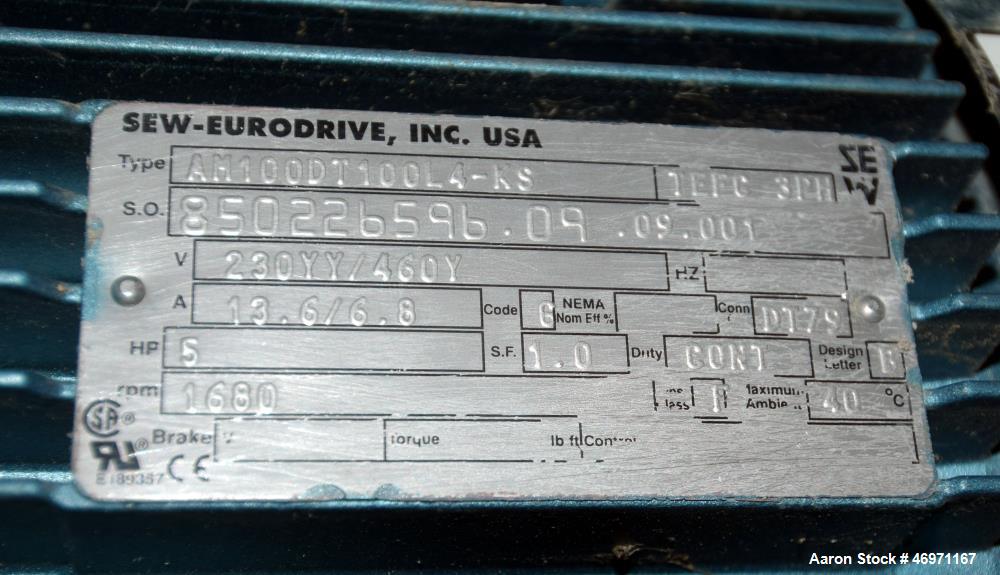 SEW-EURODRIVE, INC. USA
Type AM100DT100L4-KS TEFC 3PH SEW
S.O. 850226596.09 .09.001
V 230YY/460Y HZ
A 13.6/6.8 Code G NEMA Nom Eff % Conn DT79
HP 5 S.F. 1.0 Duty CONT Design Letter B
rpm 1680 F Maximum Ambient 40 °C
Brake V Torque lb ft Control
E189357 CE
Aaron Stock # 46971167